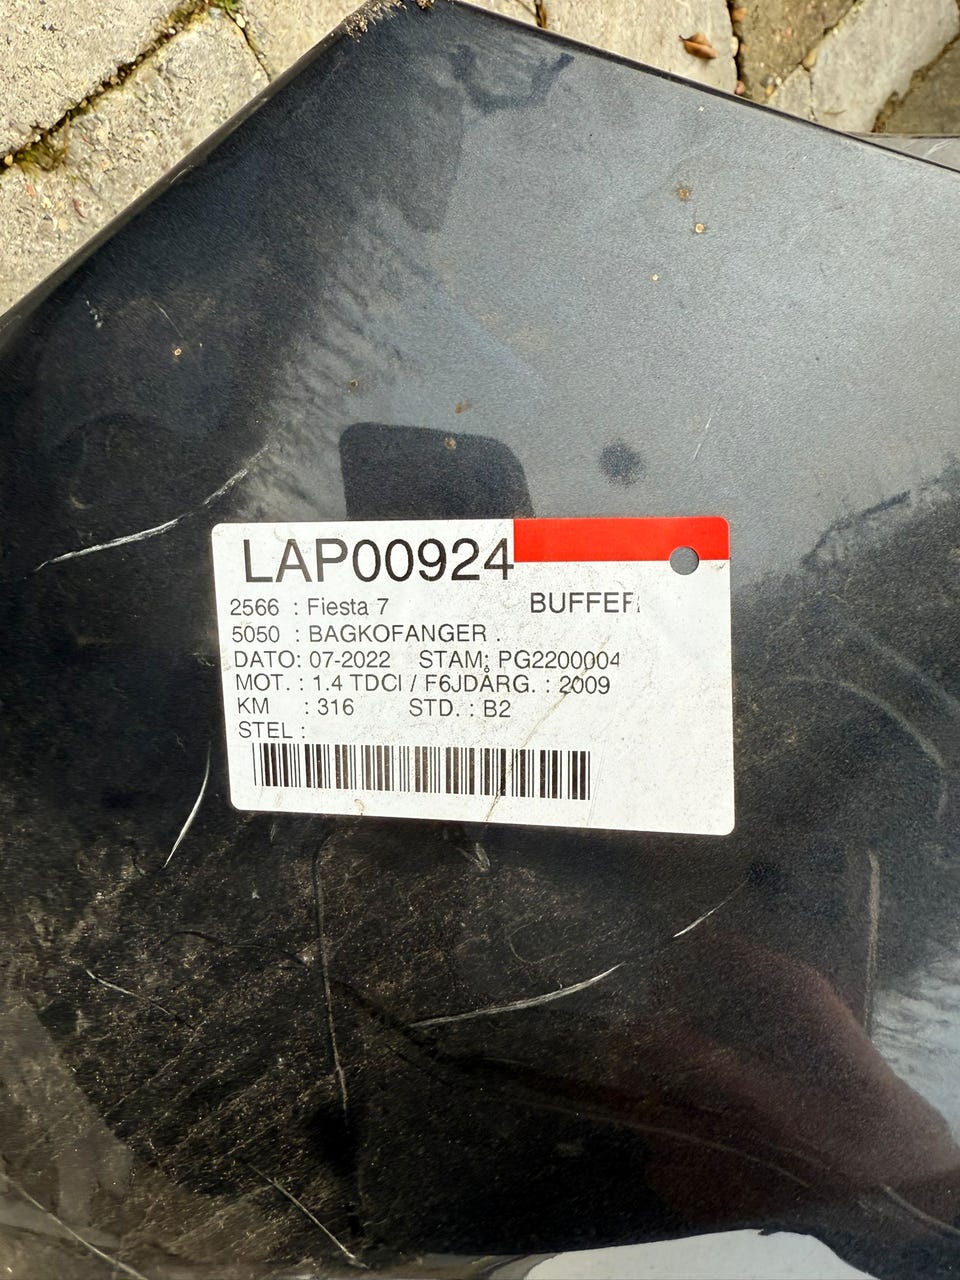 LAP00924
2566 : Fiesta 7 BUFFER
5050 : BAGKOFANGER .
DATO: 07-2022 STAM: PG2200004
MOT. : 1.4 TDCI / F6JDÅRG. : 2009
KM : 316 STD. : B2
STEL :